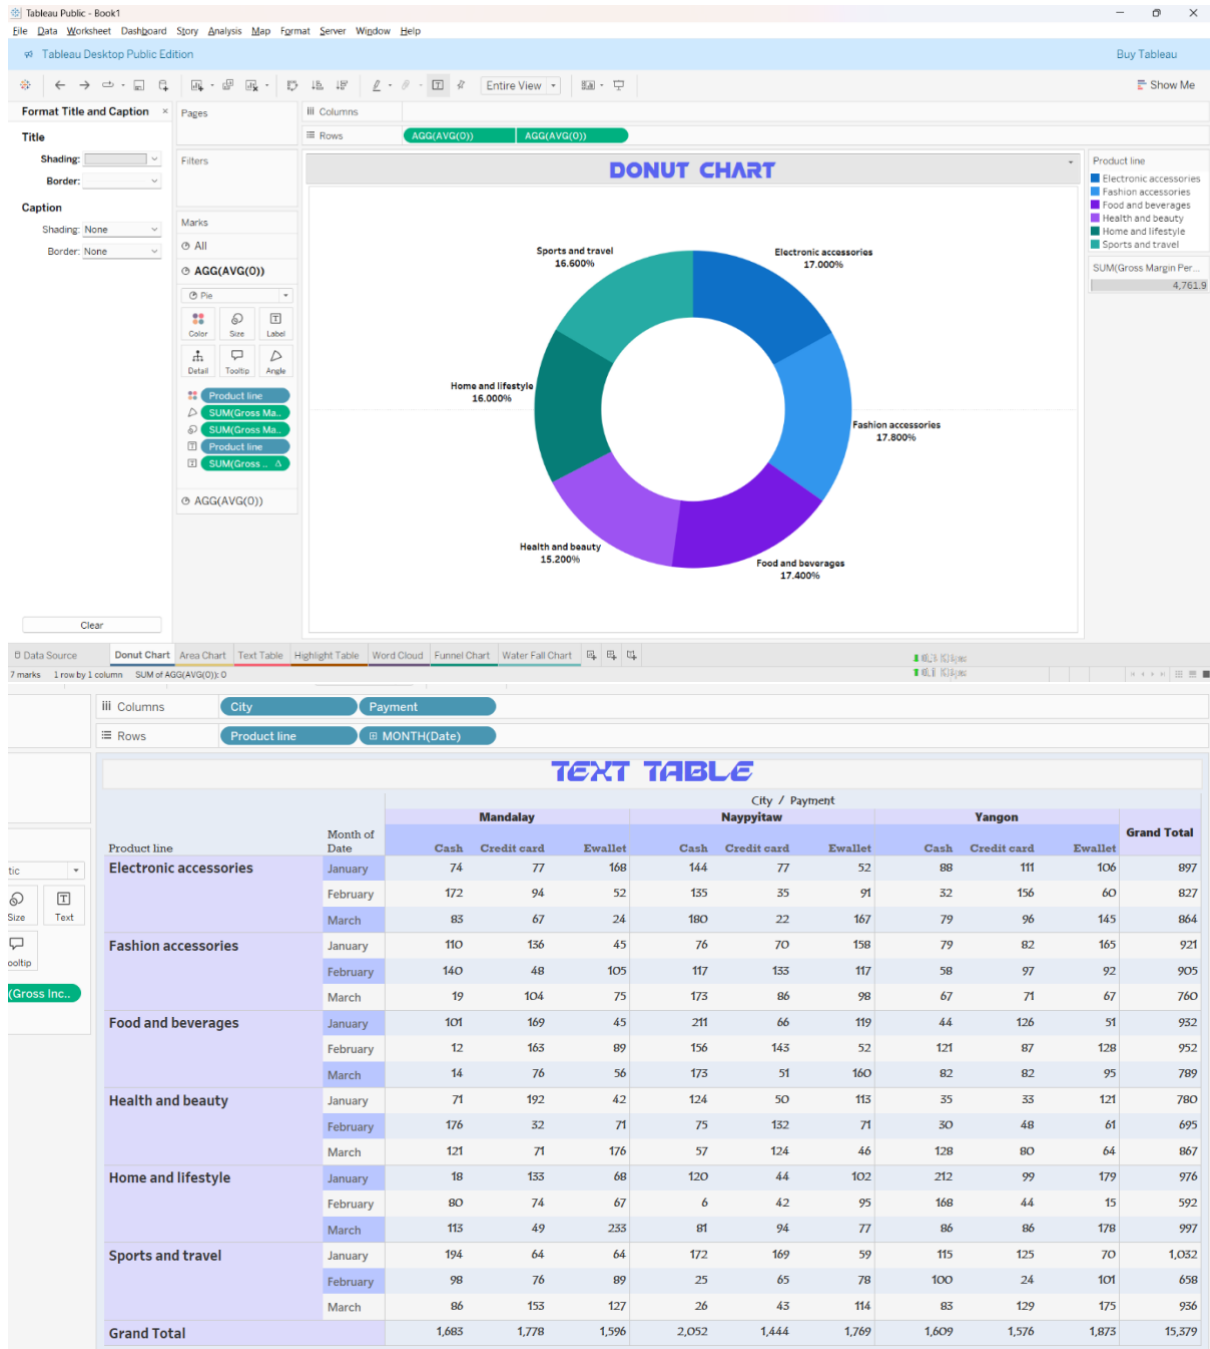 Tableau Public - Book1
File Data Worksheet Dashboard Story Analysis Map Format Server Window Help
Tableau Desktop Public Edition Buy Tableau
Entire View Show Me
Format Title and Caption × Pages Columns
Title Rows AGG(AVG(0)) AGG(AVG(0))
Shading: Filters DONUT CHART Product line
Border: Electronic accessories
Caption Fashion accessories
Shading: None Marks Food and beverages
Border: None All Health and beauty
AGG(AVG(0)) Home and lifestyle
Pie Sports and travel
Color Size Label SUM(Gross Margin Per...
Detail Tooltip Angle 4,761.9
Product line
SUM(Gross Ma..
SUM(Gross Ma..
Product line
SUM(Gross ..
AGG(AVG(0))
Sports and travel
16.600%
Electronic accessories
17.000%
Home and lifestyle
16.000%
Fashion accessories
17.800%
Health and beauty
15.200%
Food and beverages
17.400%
Clear
Data Source Donut Chart Area Chart Text Table Highlight Table Word Cloud Funnel Chart Water Fall Chart
7 marks 1 row by 1 column SUM of AGG(AVG(0)): 0
Columns City Payment
Rows Product line MONTH(Date)
TEXT TABLE
City / Payment
Mandalay Naypyitaw Yangon Grand Total
Product line Month of Date Cash Credit card Ewallet Cash Credit card Ewallet Cash Credit card Ewallet
Electronic accessories January 74 77 168 144 77 52 88 111 106 897
February 172 94 52 135 35 91 32 156 60 827
March 83 67 24 180 22 167 79 96 145 864
Fashion accessories January 110 136 45 76 70 158 79 82 165 921
February 140 48 105 117 133 117 58 97 92 905
March 19 104 75 173 86 98 67 71 67 760
Food and beverages January 101 169 45 211 66 119 44 126 51 932
February 12 163 89 156 143 52 121 87 128 952
March 14 76 56 173 51 160 82 82 95 789
Health and beauty January 71 192 42 124 50 113 35 33 121 780
February 176 32 71 75 132 71 30 48 61 695
March 121 71 176 57 124 46 128 80 64 867
Home and lifestyle January 18 133 68 120 44 102 212 99 179 976
February 80 74 67 6 42 95 168 44 15 592
March 113 49 233 81 94 77 86 86 178 997
Sports and travel January 194 64 64 172 169 59 115 125 70 1,032
February 98 76 89 25 65 78 100 24 101 658
March 86 153 127 26 43 114 83 129 175 936
Grand Total 1,683 1,778 1,596 2,052 1,444 1,769 1,609 1,576 1,873 15,379
tic
Size Text
ooltip
(Gross Inc..